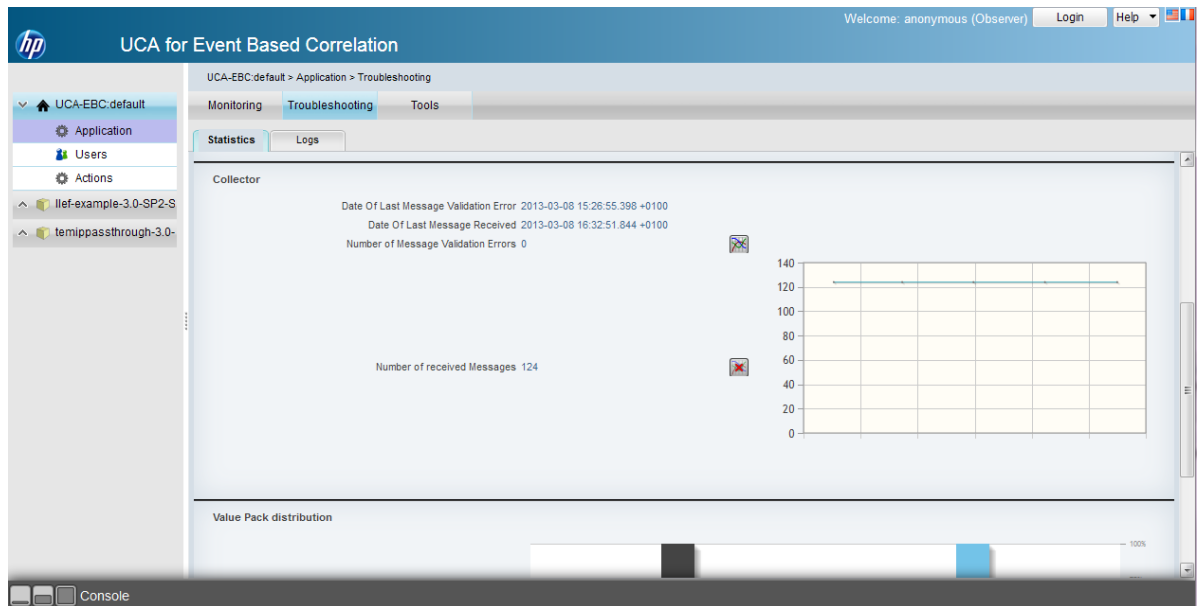 Welcome: anonymous (Observer) Login Help
hp UCA for Event Based Correlation
UCA-EBC:default > Application > Troubleshooting
UCA-EBC:default
Application
Users
Actions
llef-example-3.0-SP2-S
temippassthrough-3.0-
Monitoring Troubleshooting Tools
Statistics Logs
Collector
Date Of Last Message Validation Error 2013-03-08 15:26:55.398 +0100
Date Of Last Message Received 2013-03-08 16:32:51.844 +0100
Number of Message Validation Errors 0
140
120
100
80
60
40
20
0
Number of received Messages 124
Value Pack distribution
100%
Console